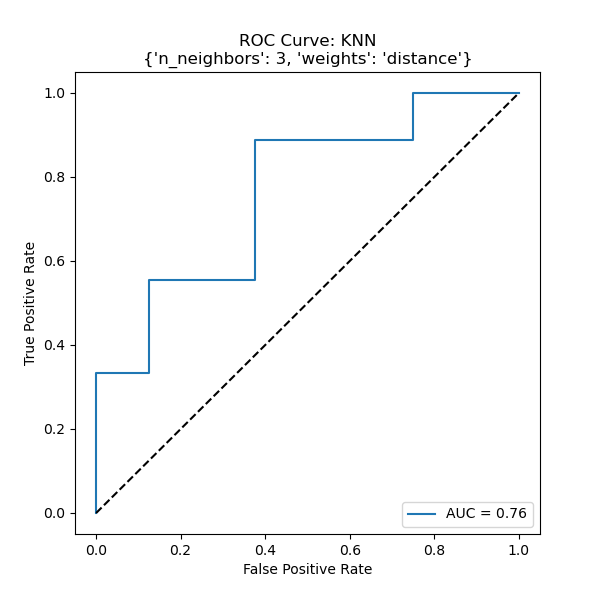 ROC Curve: KNN
{'n_neighbors': 3, 'weights': 'distance'}
True Positive Rate
1.0
0.8
0.6
0.4
0.2
0.0
AUC = 0.76
0.0 0.2 0.4 0.6 0.8 1.0
False Positive Rate